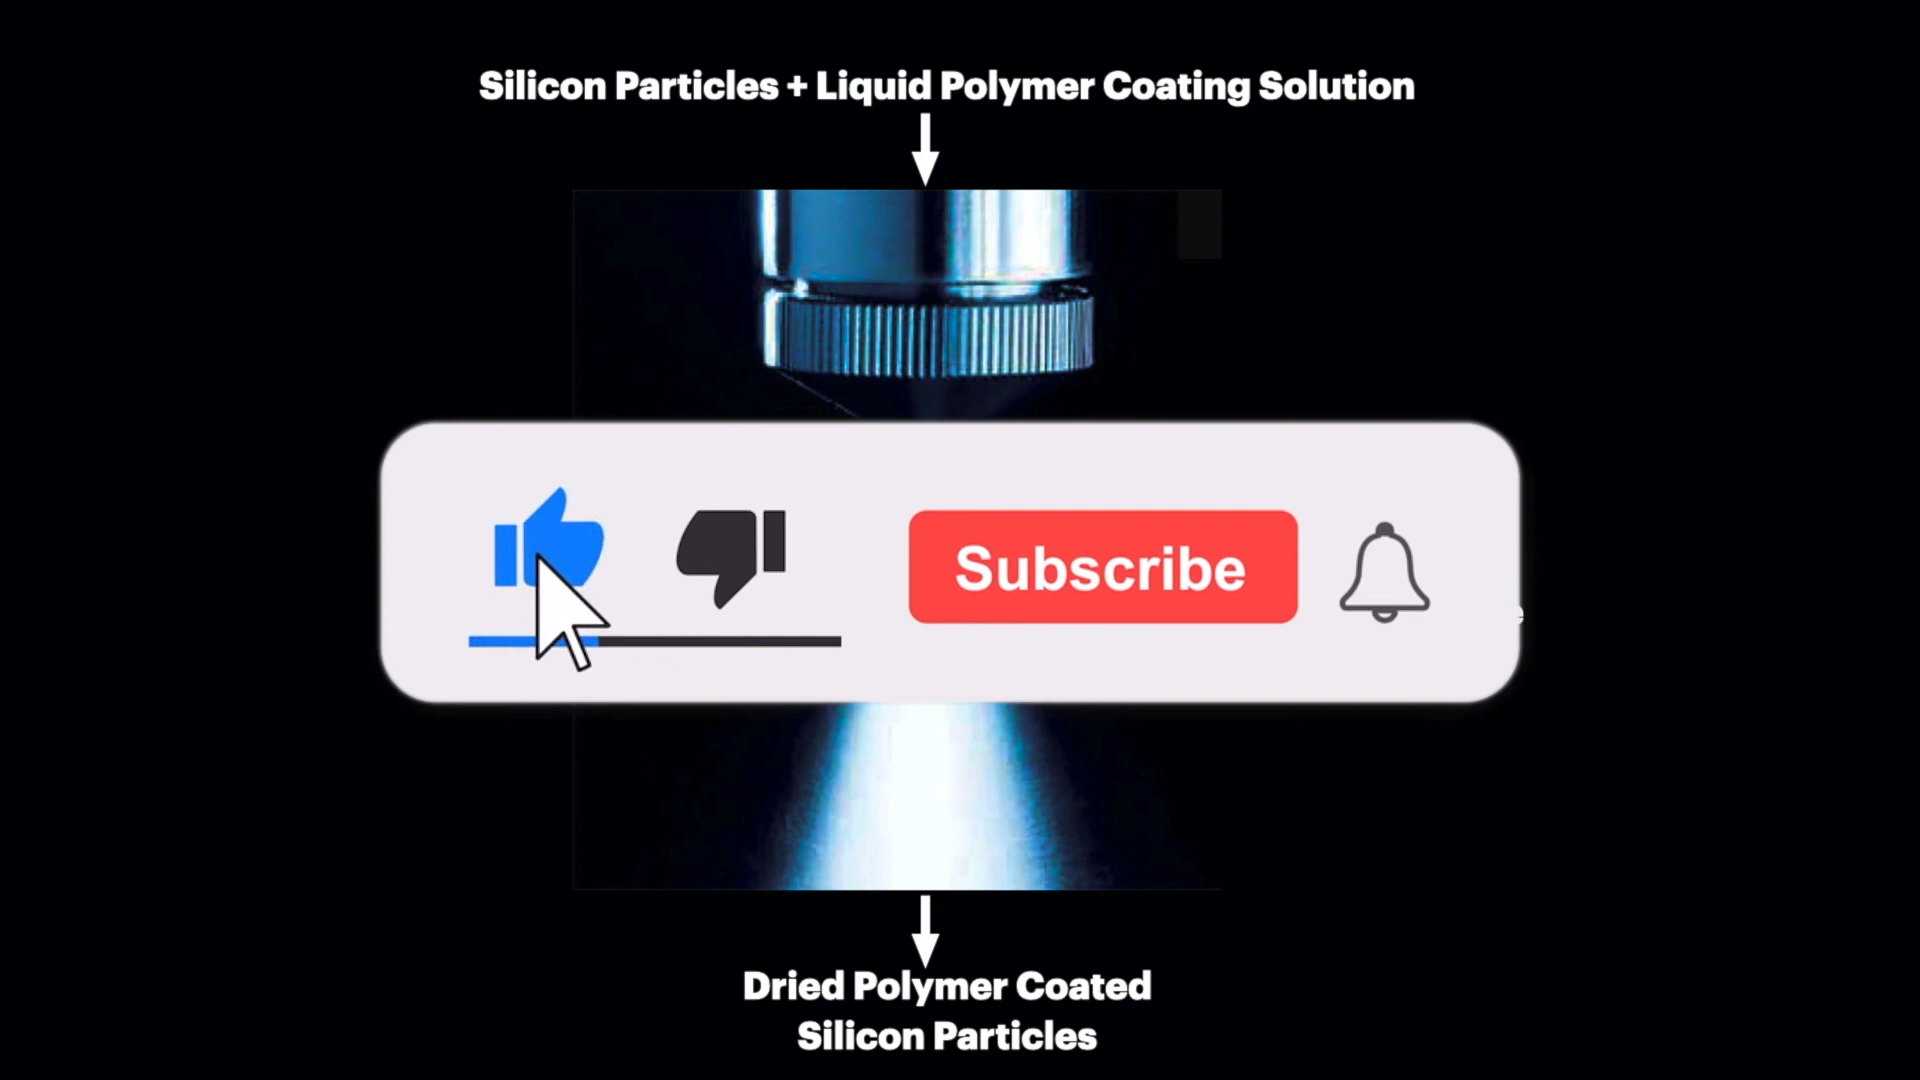 Silicon Particles + Liquid Polymer Coating Solution
Subscribe
Dried Polymer Coated
Silicon Particles